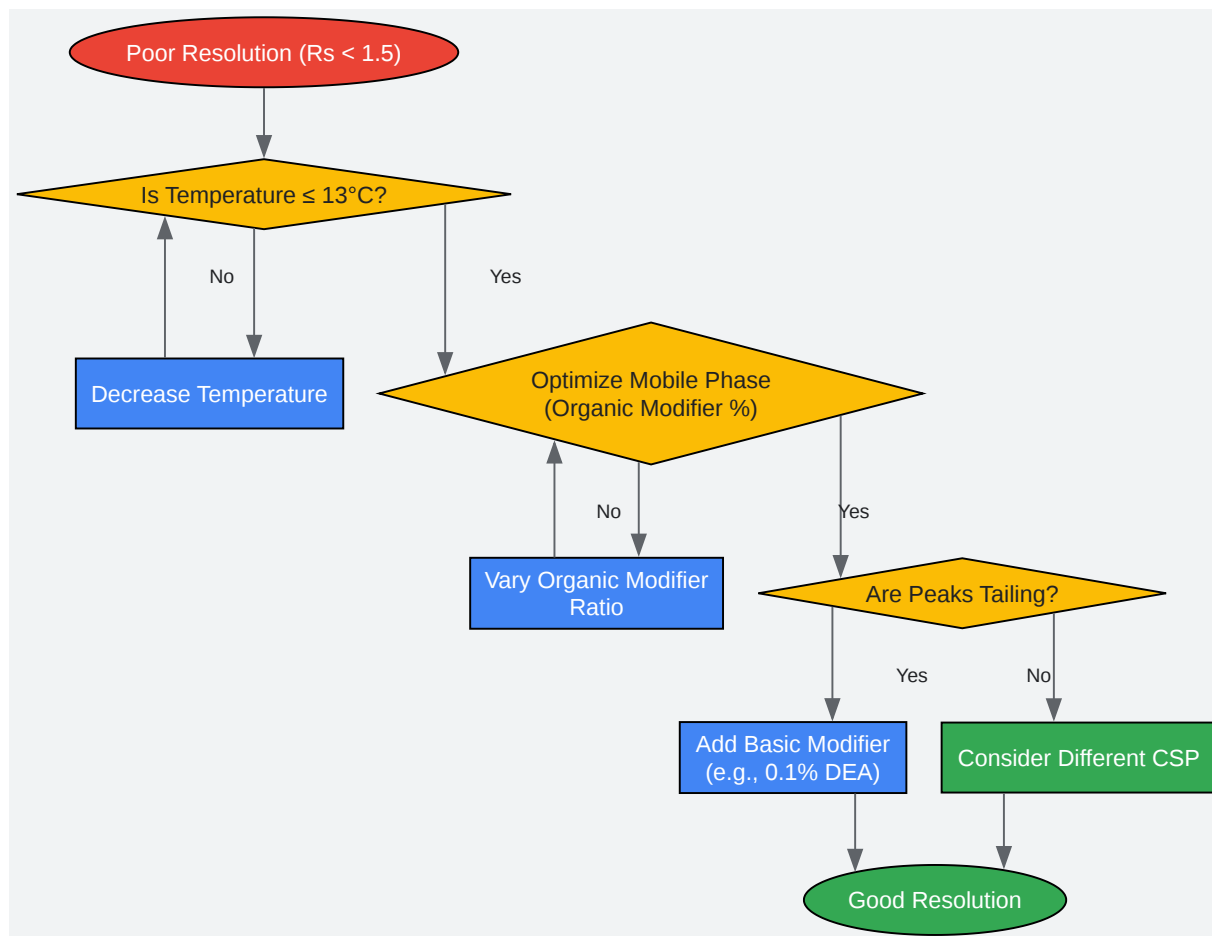 Poor Resolution (Rs < 1.5)
Is Temperature ≤ 13°C?
No
Yes
Decrease Temperature
Optimize Mobile Phase
(Organic Modifier %)
No
Yes
Vary Organic Modifier
Ratio
Are Peaks Tailing?
Yes
No
Add Basic Modifier
(e.g., 0.1% DEA)
Consider Different CSP
Good Resolution